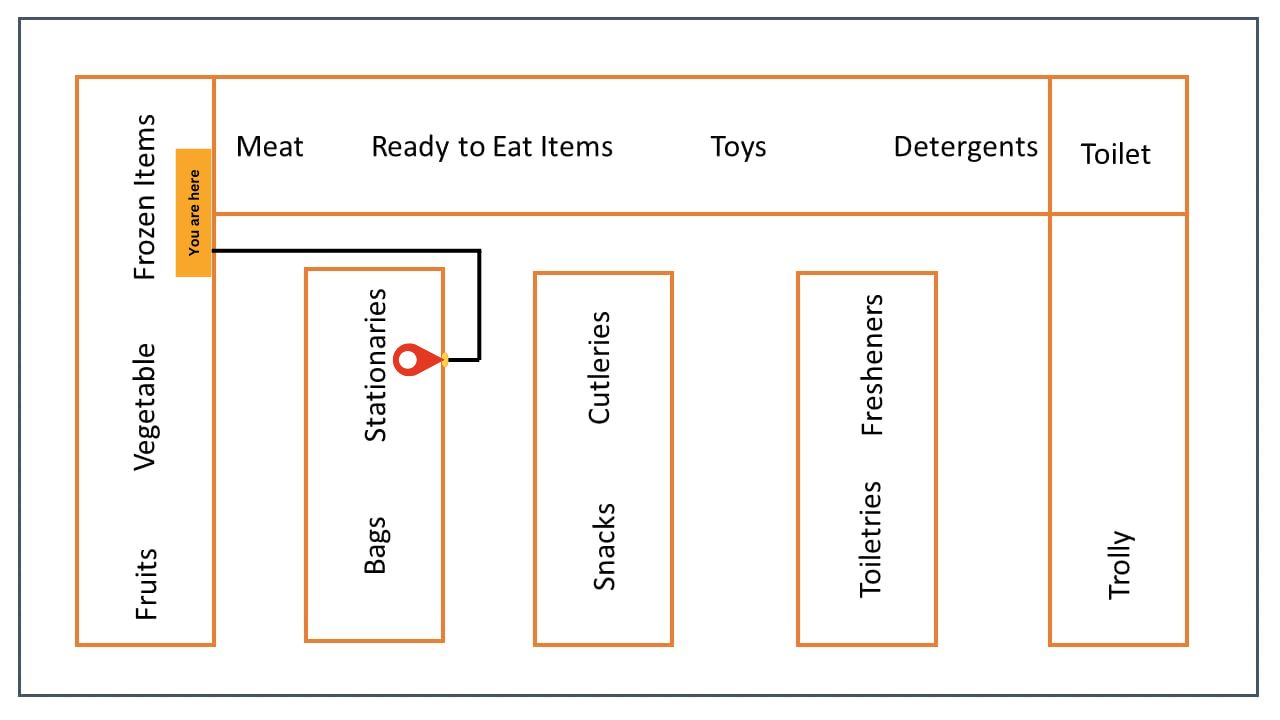 Frozen Items
You are here
Meat
Ready to Eat Items
Toys
Detergents
Toilet
Vegetable
Fruits
Stationaries
Bags
Cutleries
Snacks
Fresheners
Toiletries
Trolly